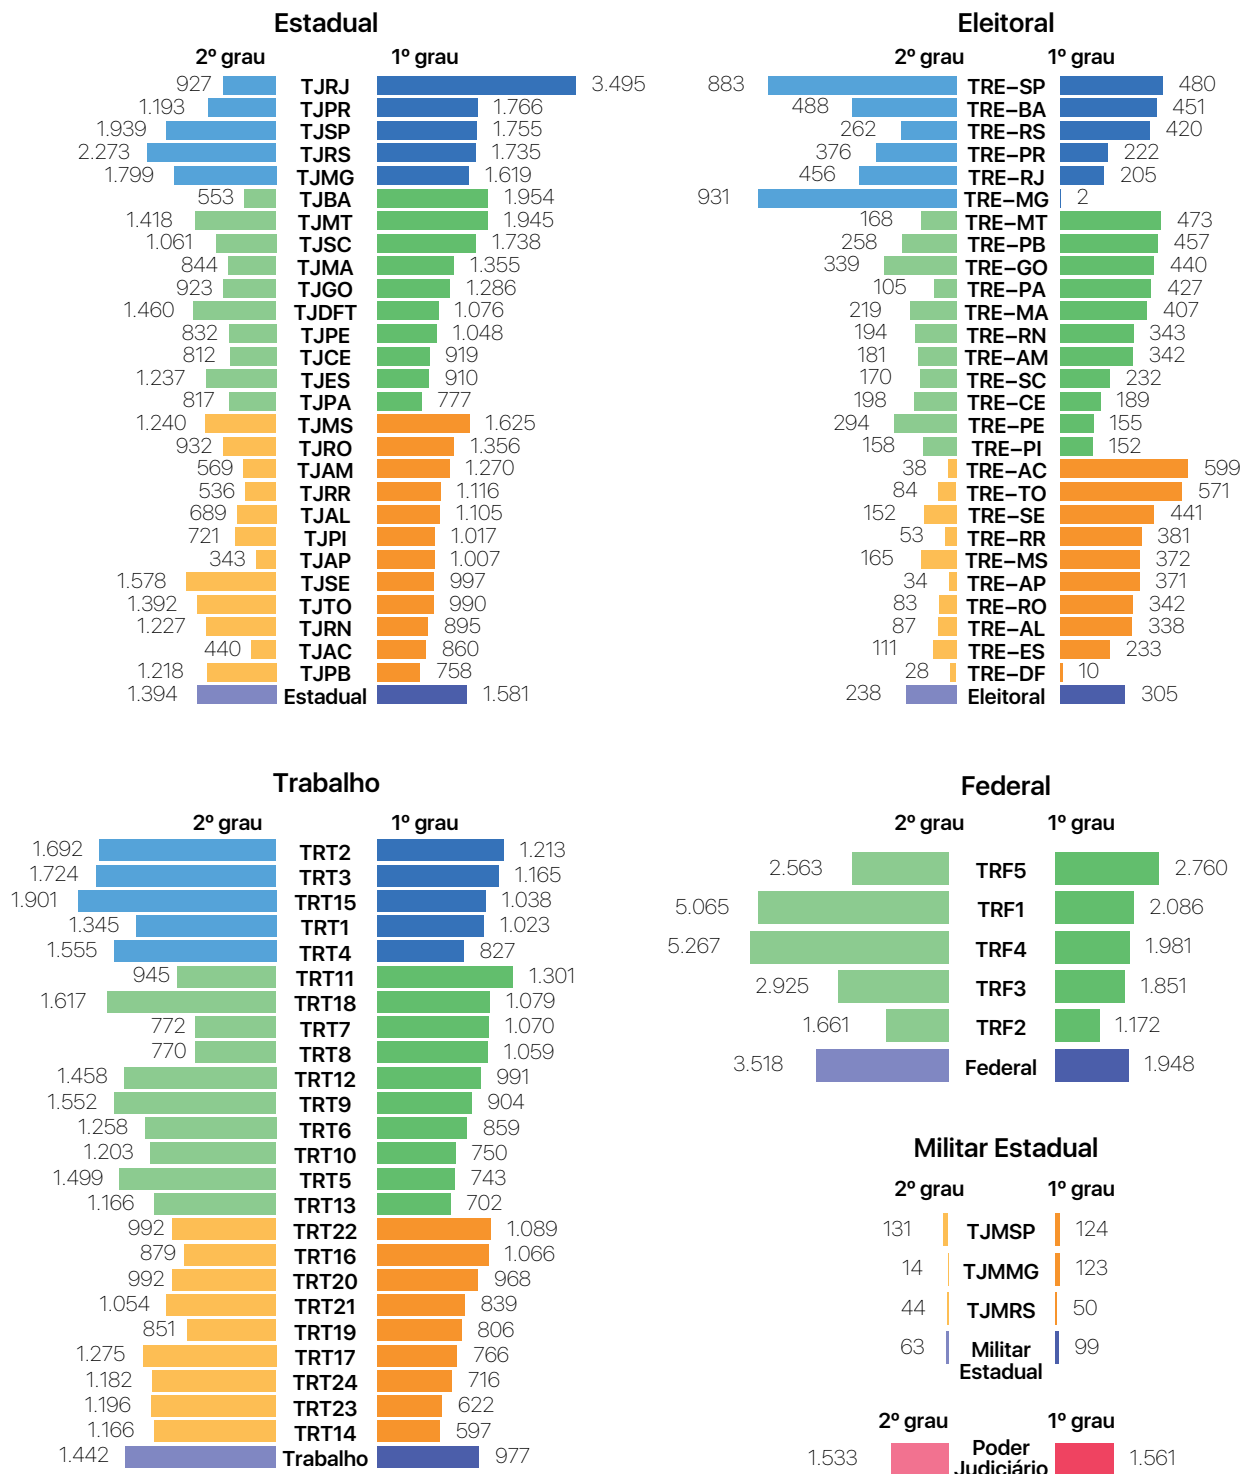 Estadual
2º grau 1º grau
927 TJRJ 3.495
1.193 TJPR 1.766
1.939 TJSP 1.755
2.273 TJRS 1.735
1.799 TJMG 1.619
553 TJBA 1.954
1.418 TJMT 1.945
1.061 TJSC 1.738
844 TJMA 1.355
923 TJGO 1.286
1.460 TJDFT 1.076
832 TJPE 1.048
812 TJCE 919
1.237 TJES 910
817 TJPA 777
1.240 TJMS 1.625
932 TJRO 1.356
569 TJAM 1.270
536 TJRR 1.116
689 TJAL 1.105
721 TJPI 1.017
343 TJAP 1.007
1.578 TJSE 997
1.392 TJTO 990
1.227 TJRN 895
440 TJAC 860
1.218 TJPB 758
1.394 Estadual 1.581
Eleitoral
2º grau 1º grau
883 TRE–SP 480
488 TRE–BA 451
262 TRE–RS 420
376 TRE–PR 222
456 TRE–RJ 205
931 TRE–MG 2
168 TRE–MT 473
258 TRE–PB 457
339 TRE–GO 440
105 TRE–PA 427
219 TRE–MA 407
194 TRE–RN 343
181 TRE–AM 342
170 TRE–SC 232
198 TRE–CE 189
294 TRE–PE 155
158 TRE–PI 152
38 TRE–AC 599
84 TRE–TO 571
152 TRE–SE 441
53 TRE–RR 381
165 TRE–MS 372
34 TRE–AP 371
83 TRE–RO 342
87 TRE–AL 338
111 TRE–ES 233
28 TRE–DF 10
238 Eleitoral 305
Trabalho
2º grau 1º grau
1.692 TRT2 1.213
1.724 TRT3 1.165
1.901 TRT15 1.038
1.345 TRT1 1.023
1.555 TRT4 827
945 TRT11 1.301
1.617 TRT18 1.079
772 TRT7 1.070
770 TRT8 1.059
1.458 TRT12 991
1.552 TRT9 904
1.258 TRT6 859
1.203 TRT10 750
1.499 TRT5 743
1.166 TRT13 702
992 TRT22 1.089
879 TRT16 1.066
992 TRT20 968
1.054 TRT21 839
851 TRT19 806
1.275 TRT17 766
1.182 TRT24 716
1.196 TRT23 622
1.166 TRT14 597
1.442 Trabalho 977
Federal
2º grau 1º grau
2.563 TRF5 2.760
5.065 TRF1 2.086
5.267 TRF4 1.981
2.925 TRF3 1.851
1.661 TRF2 1.172
3.518 Federal 1.948
Militar Estadual
2º grau 1º grau
131 TJMSP 124
14 TJMMG 123
44 TJMRS 50
63 Militar 99
Estadual
2º grau 1º grau
1.533 Poder 1.561
Judiciário